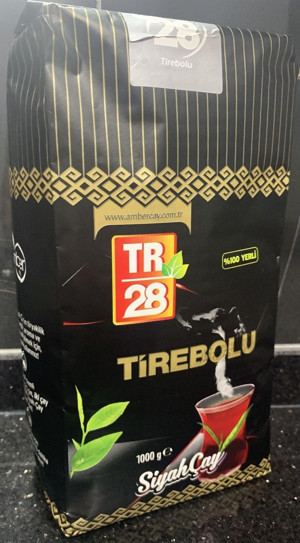 28
Tirebolu
www.ambercay.com.tr
TR
28
%100 YERLİ
TİREBOLU
1000 g ℮
Siyah Çay